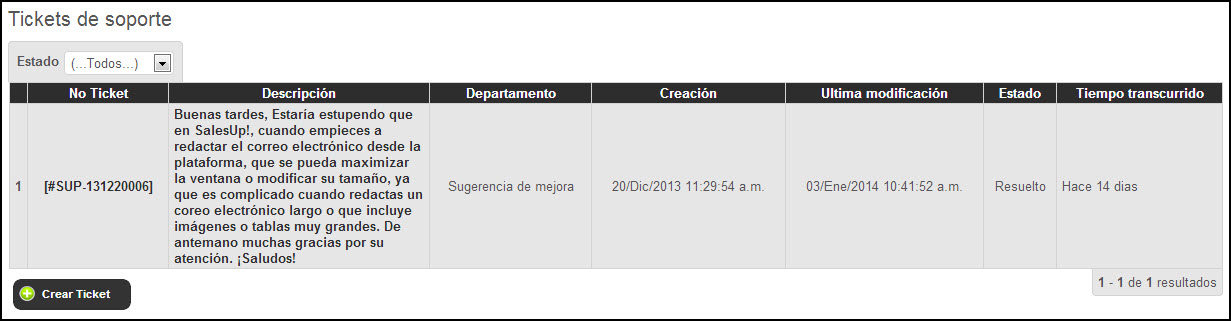 Tickets de soporte
Estado (...Todos...)
No Ticket Descripción Departamento Creación Ultima modificación Estado Tiempo transcurrido
Buenas tardes, Estaría estupendo que
en SalesUp!, cuando empieces a
redactar el correo electrónico desde la
plataforma, que se pueda maximizar
la ventana o modificar su tamaño, ya
1 [#SUP-131220006] que es complicado cuando redactas un Sugerencia de mejora 20/Dic/2013 11:29:54 a.m. 03/Ene/2014 10:41:52 a.m. Resuelto Hace 14 dias
coreo electrónico largo o que incluye
imágenes o tablas muy grandes. De
antemano muchas gracias por su
atención. ¡Saludos!
1 - 1 de 1 resultados
Crear Ticket